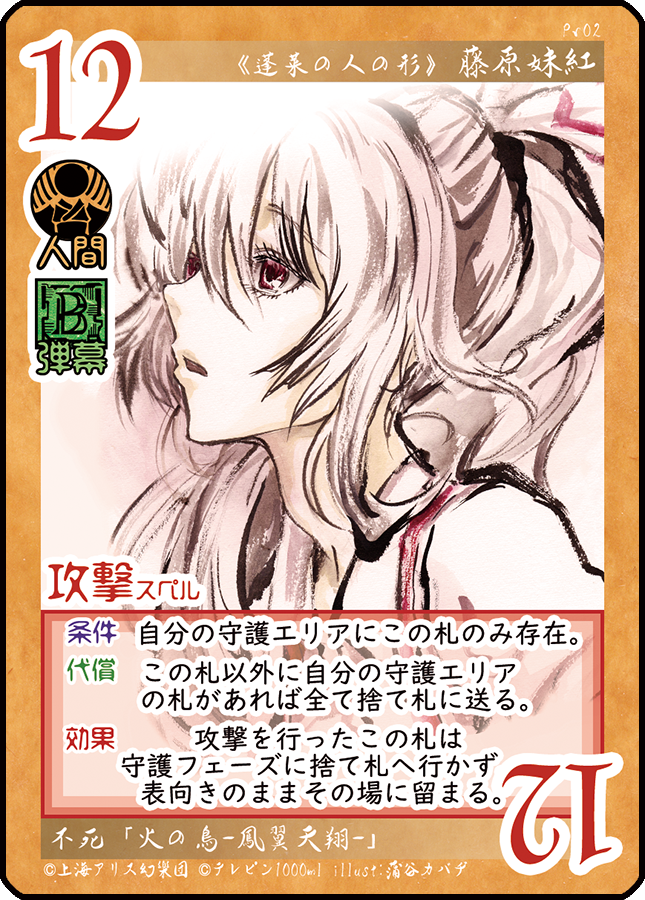 Pr02
12
《蓬莱の人の形》 藤原妹紅
人間
B
弾幕
攻撃スペル
条件 自分の守護エリアにこの札のみ存在。
代償 この札以外に自分の守護エリア
の札があれば全て捨て札に送る。
効果 攻撃を行ったこの札は
守護フェーズに捨て札へ行かず
表向きのままその場に留まる。
12
不死「火の鳥-鳳翼天翔-」
©上海アリス幻樂団 ©テレピン1000ml illust:蒲谷カバヂ